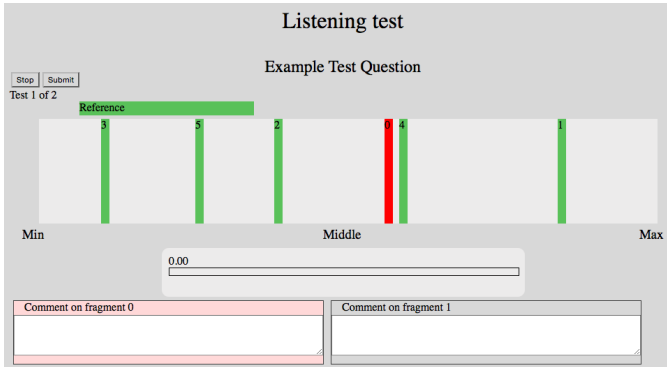 Listening test
Example Test Question
Stop Submit
Test 1 of 2
Reference
3 5 2 0 4 1
Min Middle Max
0.00
Comment on fragment 0 Comment on fragment 1